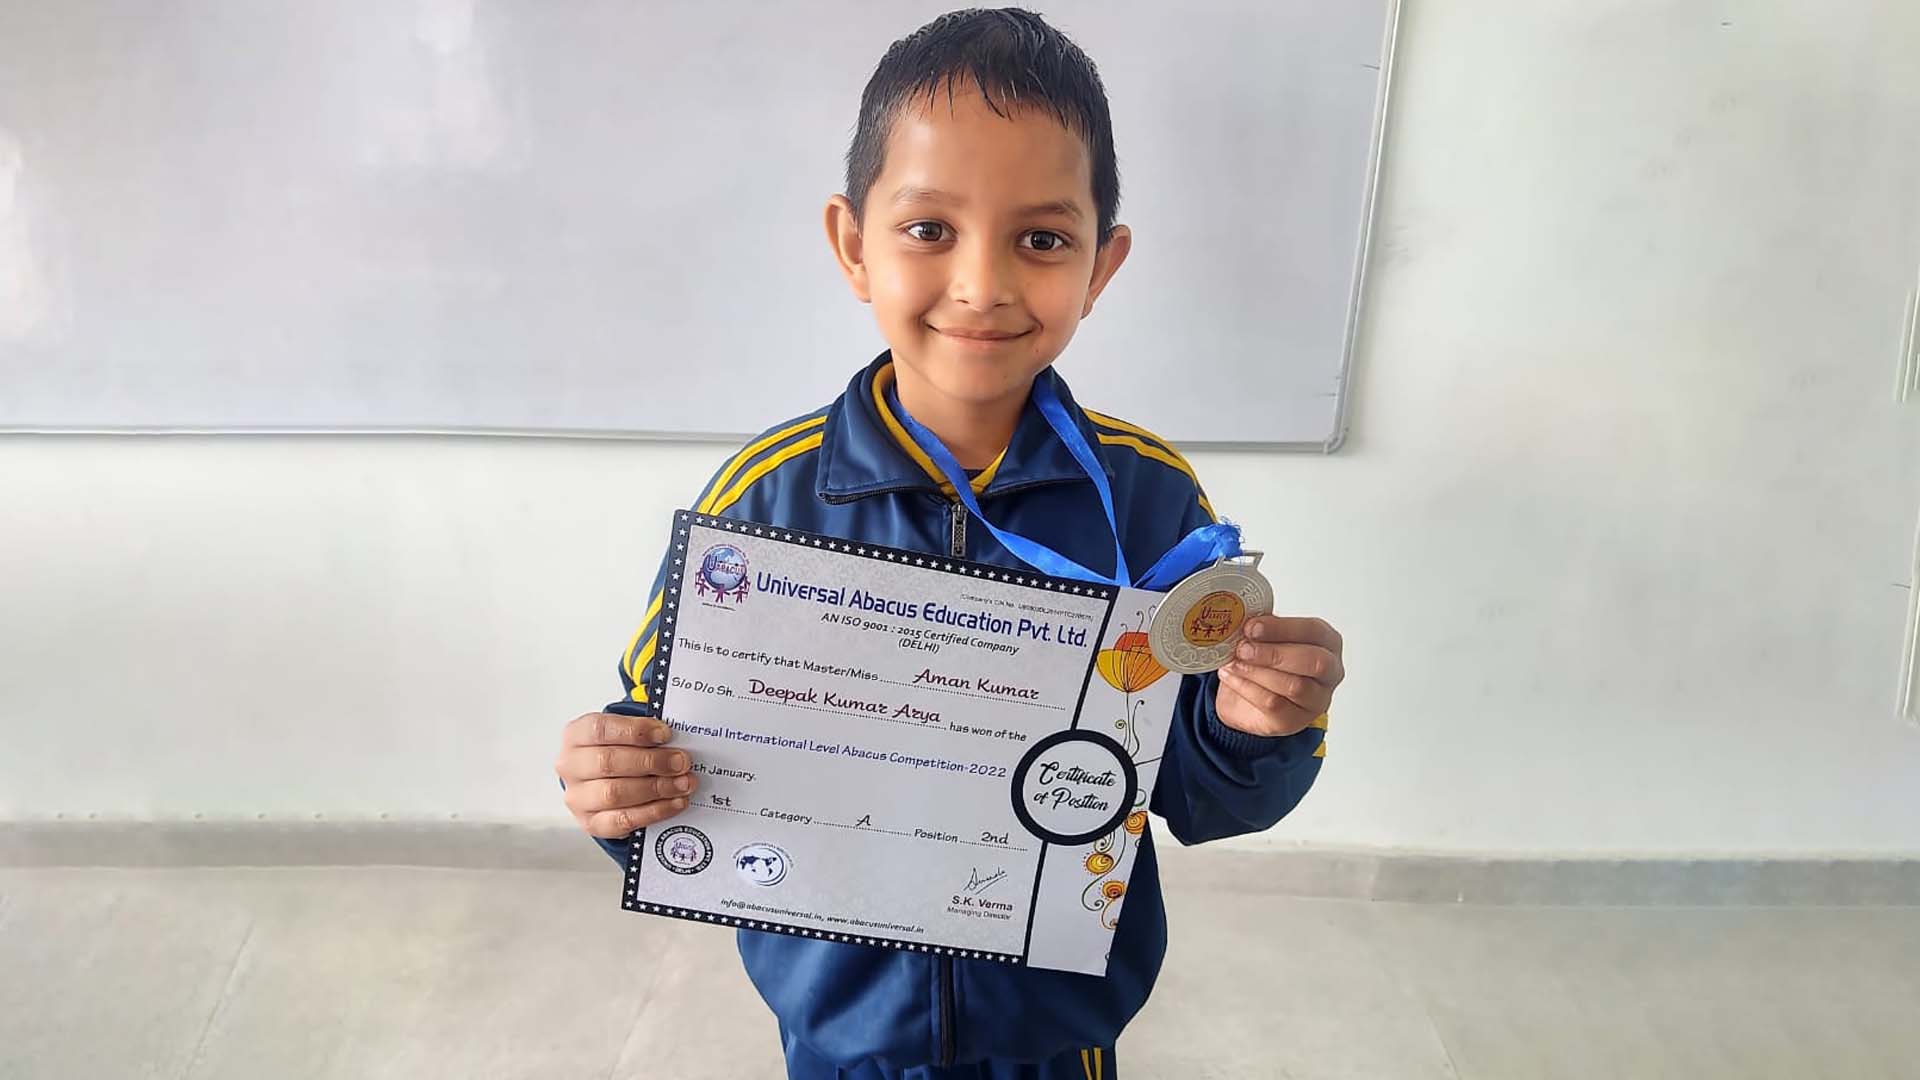 UABACUS
Universal Abacus Education Pvt. Ltd.
AN ISO 9001 : 2015 Certified Company
(DELHI)
This is to certify that Master/Miss Aman Kumar
S/o D/o Sh. Deepak Kumar Arya has won of the
Universal International Level Abacus Competition-2022
th January.
1st Category A Position 2nd
Certificate
of Position
S.K. Verma
Managing Director
info@abacusuniversal.in, www.abacusuniversal.in